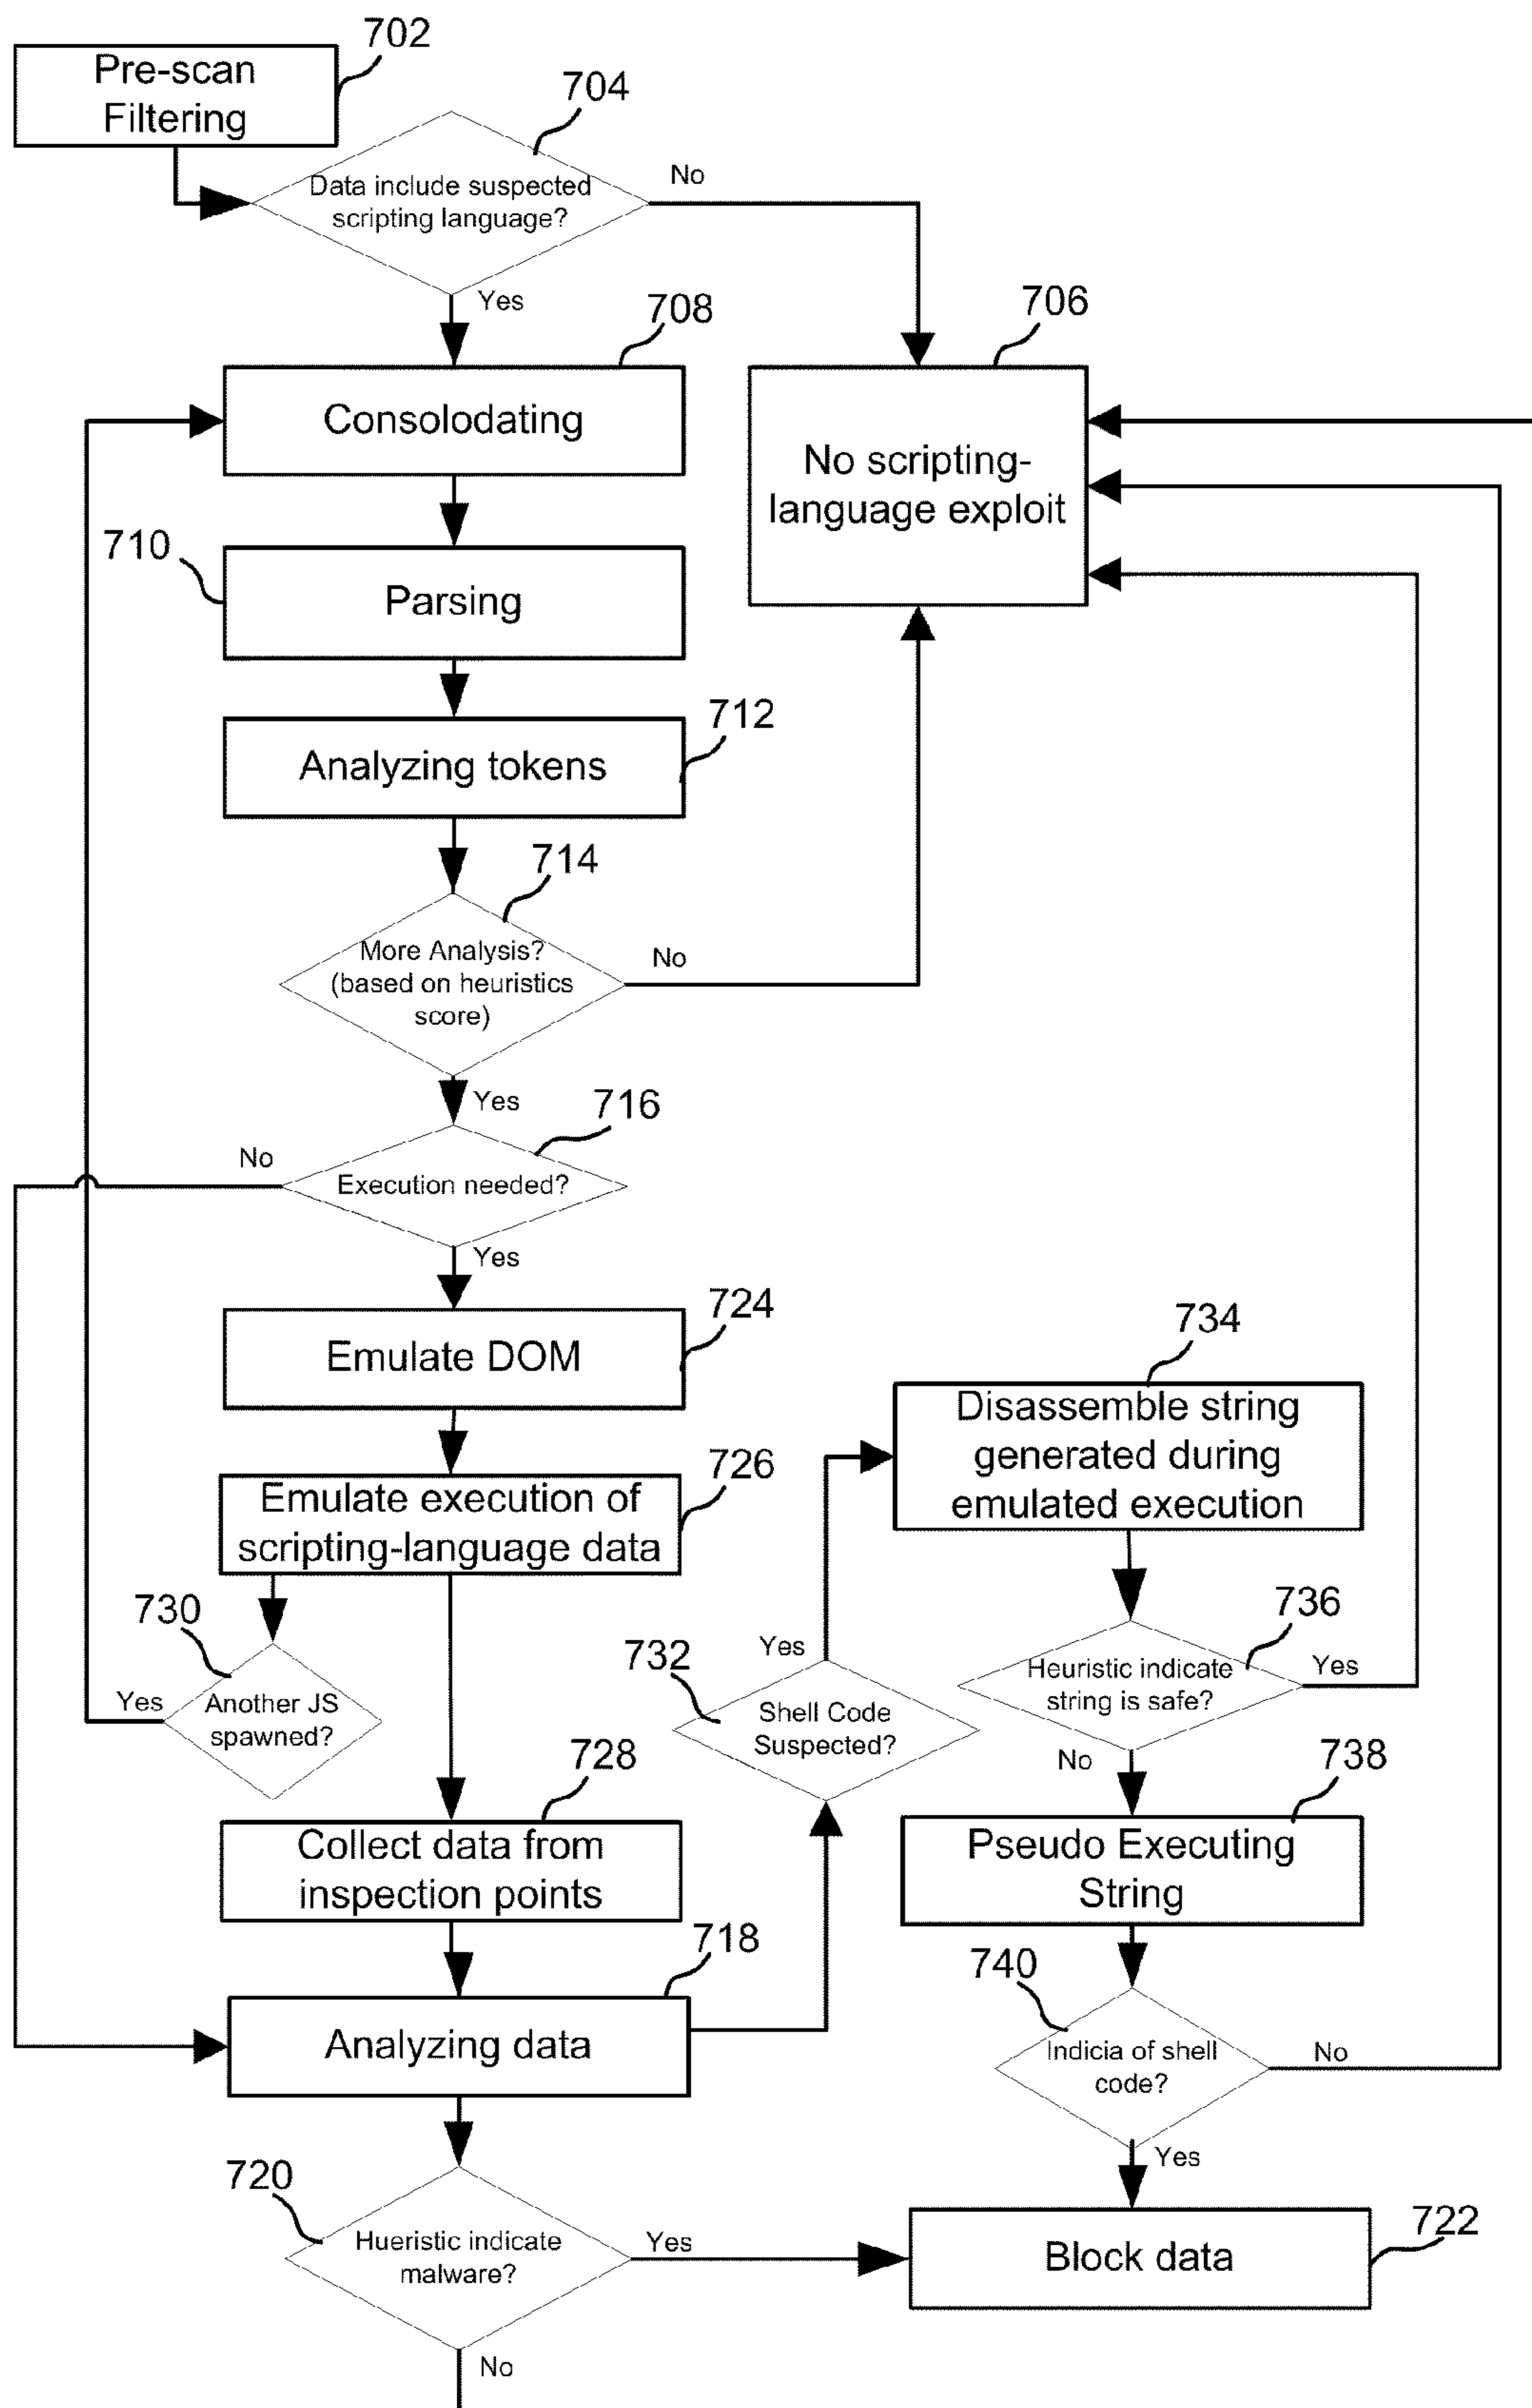 702
Pre-scan
Filtering
704
Data include suspected
scripting language?
No
Yes
708
706
Consolodating
No scripting-
language exploit
710
Parsing
712
Analyzing tokens
714
More Analysis?
(based on heuristics
score)
No
Yes
716
No
Execution needed?
Yes
724
Emulate DOM
734
Disassemble string
generated during
emulated execution
726
Emulate execution of
scripting-language data
730
Yes
Another JS
spawned?
732
Yes
Shell Code
Suspected?
736
Heuristic indicate
string is safe?
Yes
No
728
Collect data from
inspection points
738
Pseudo Executing
String
718
Analyzing data
740
Indicia of shell
code?
No
Yes
720
Hueristic indicate
malware?
Yes
722
Block data
No